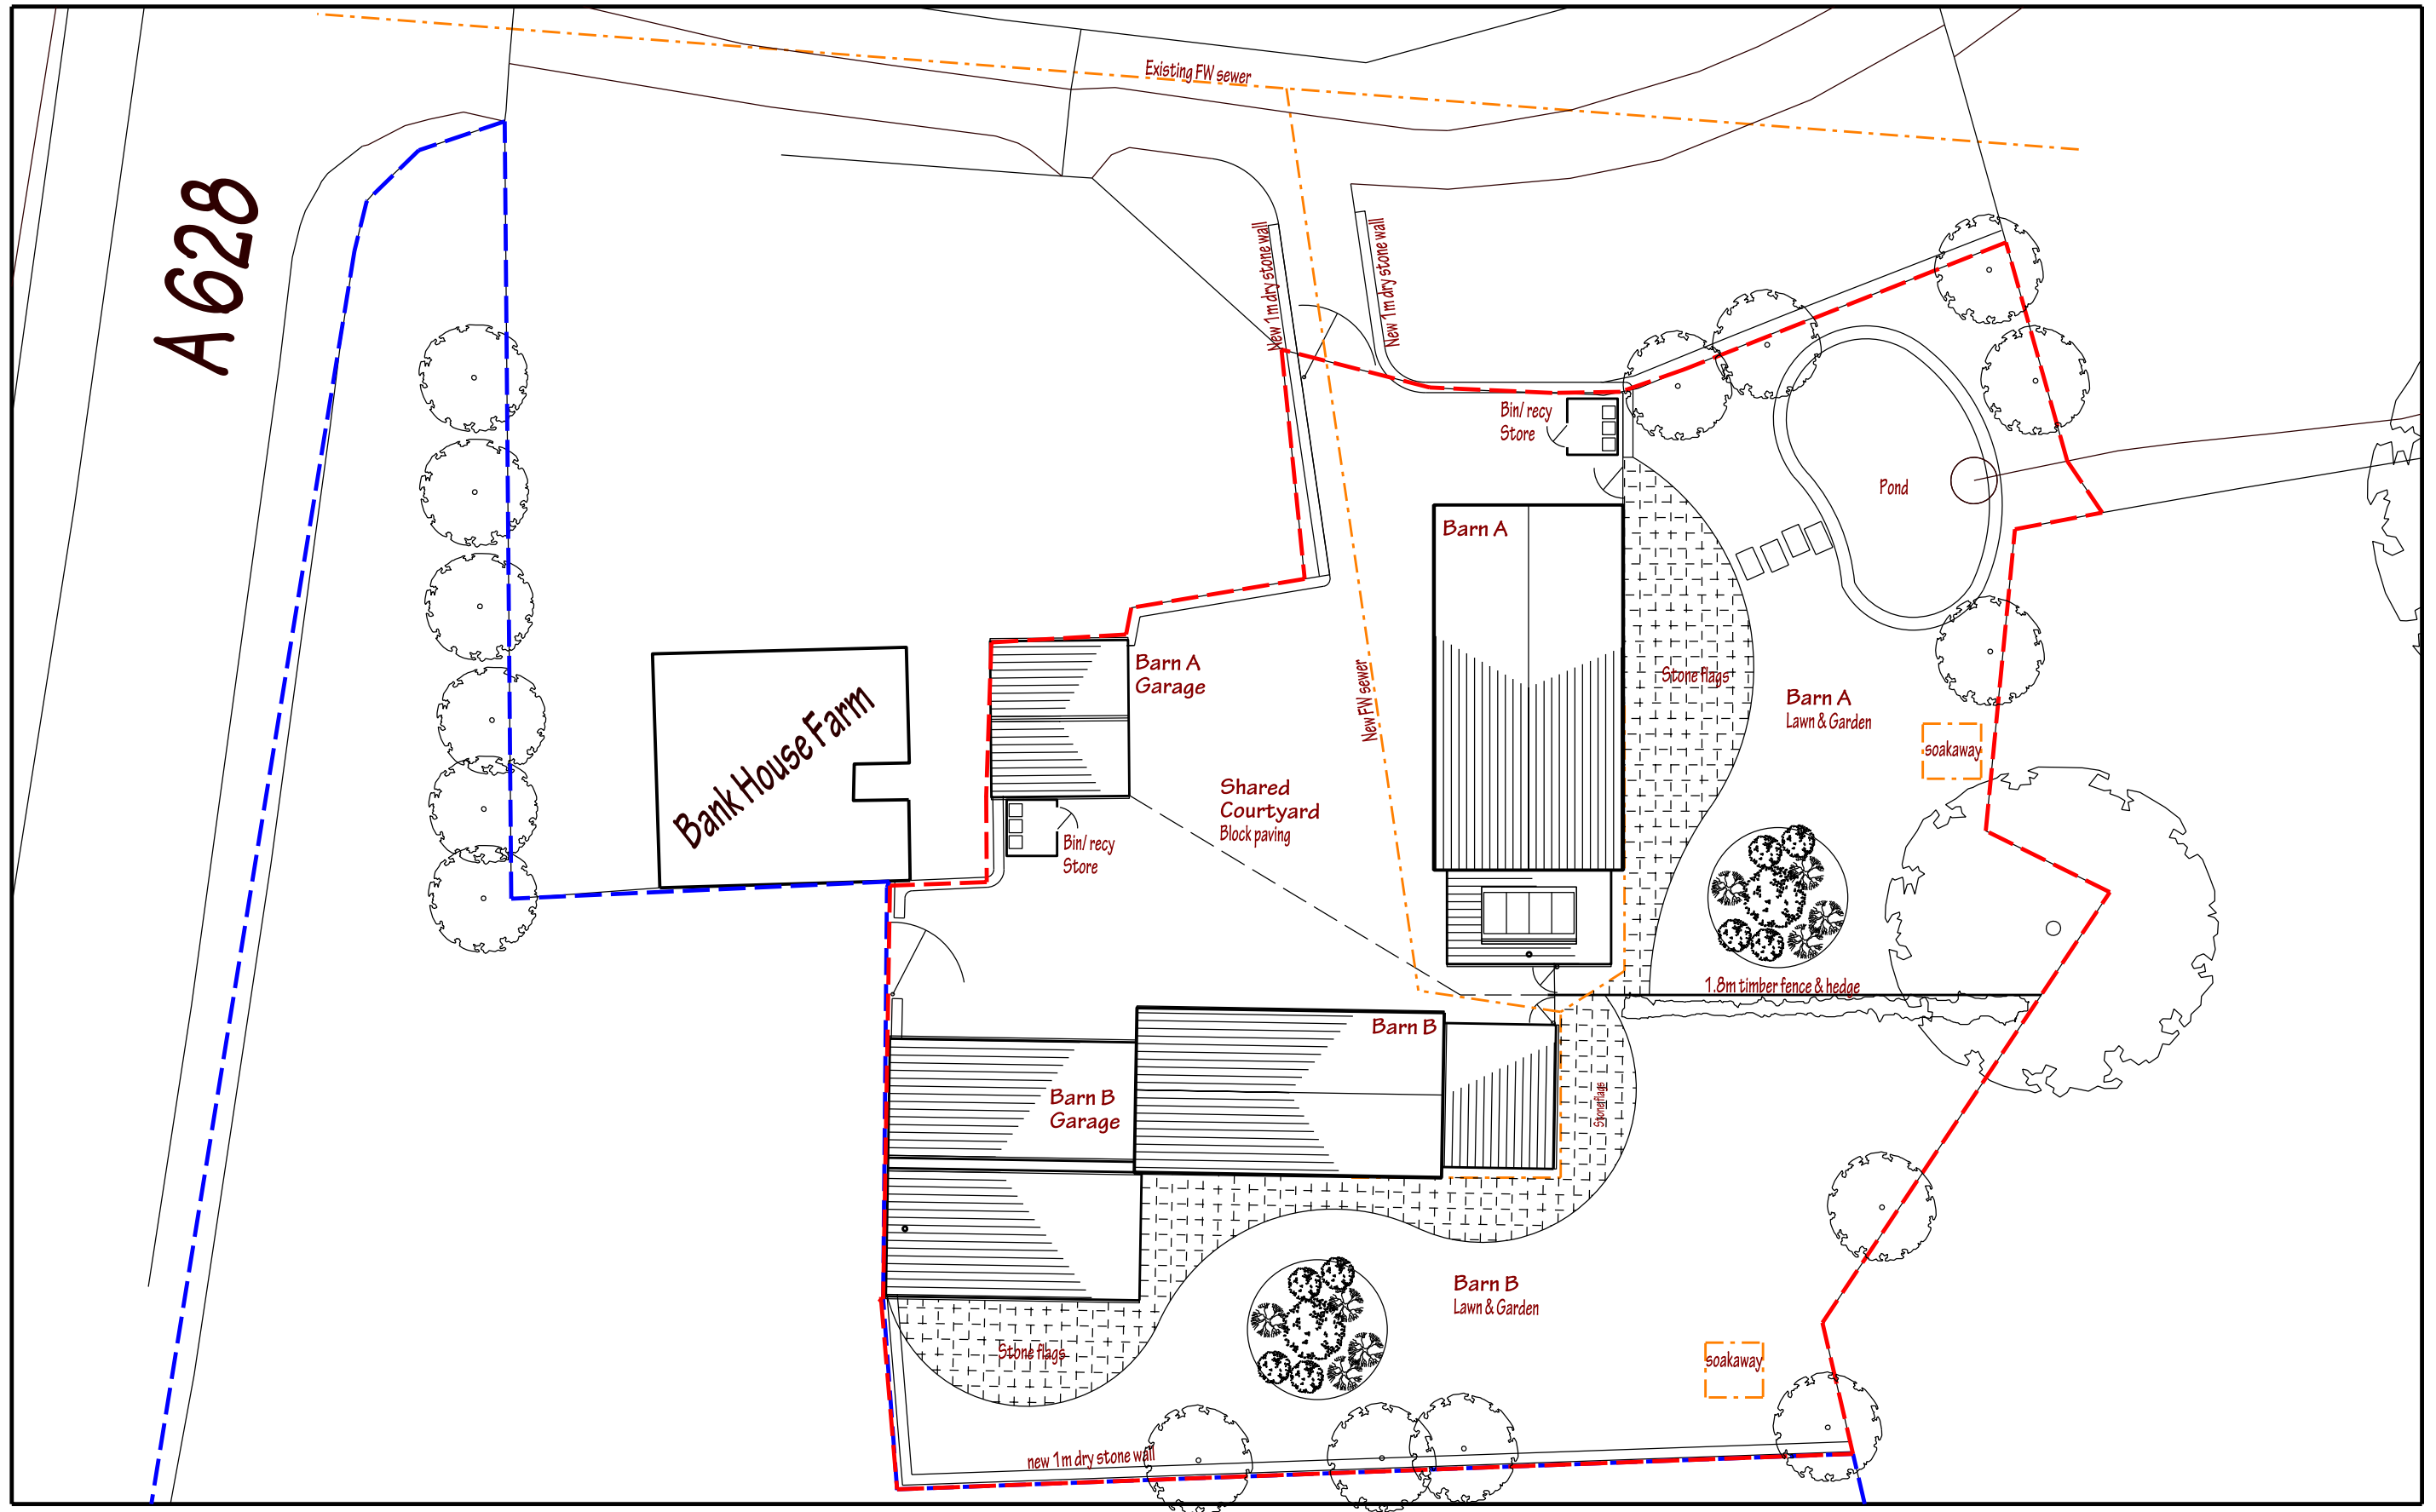 Existing FW sewer
A 628
New 1m dry stone wall
New 1m dry stone wall
Bin/ recy
Store
Pond
Barn A
Barn A
Garage
New FW sewer
Stone flags
Barn A
Lawn & Garden
soakaway
Bank House Farm
Shared
Courtyard
Block paving
Bin/ recy
Store
1.8m timber fence & hedge
Barn B
Barn B
Garage
Stone flags
Barn B
Lawn & Garden
Stone flags
soakaway
new 1m dry stone wall